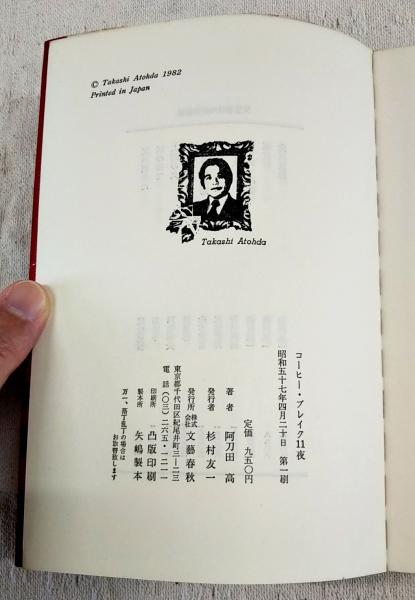 © Takashi Atohda 1982
Printed in Japan
Takashi Atohda
コーヒー・ブレイク11夜
昭和五十七年四月二十日 第一刷
定価 九五〇円
著者 阿刀田 高
発行者 杉村友一
発行所 株式会社 文藝春秋
東京都千代田区紀尾井町三―二三
電話(〇三)二六五・一二一一
印刷所 凸版印刷
製本所 矢嶋製本
万一、落丁乱丁の場合は
お取替致します